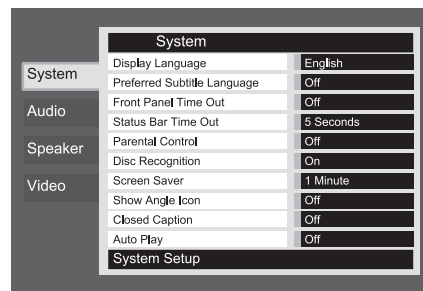 System
Audio
Speaker
Video
System
Display Language English
Preferred Subtitle Language Off
Front Panel Time Out Off
Status Bar Time Out 5 Seconds
Parental Control Off
Disc Recognition On
Screen Saver 1 Minute
Show Angle Icon Off
Closed Caption Off
Auto Play Off
System Setup